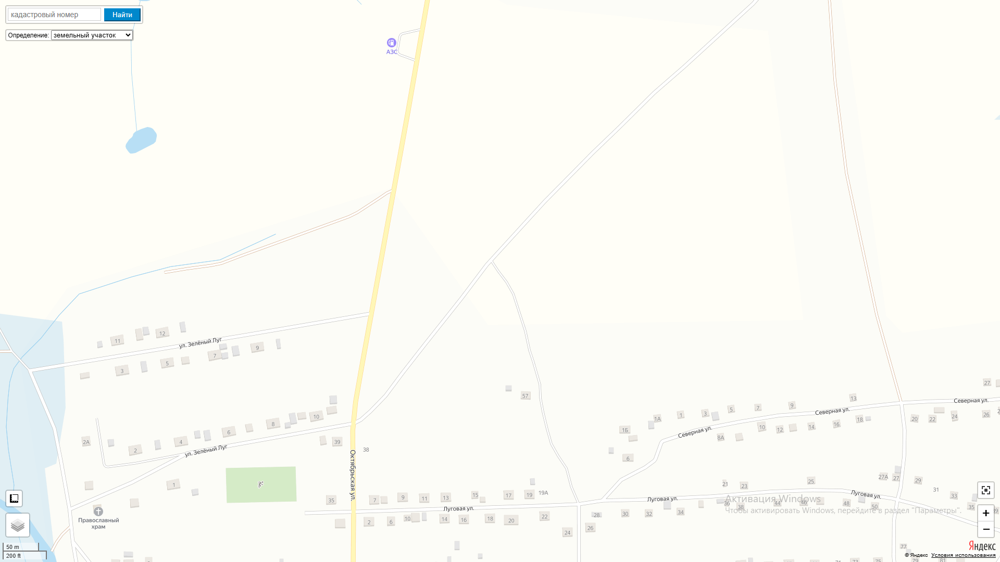 кадастровый номер Найти
Определение: земельный участок
АЗС
11
12
ул. Зелёный Луг
9
7
5
3
27
57
13
Северная ул.
9
7
5
3
1
1А
Северная ул.
20
22
24
26
18
16
14
12
10
Северная ул.
8А
1Б
10
8
6
4
2
2А
39
38
ул. Зелёный Луг
6
Октябрьская ул.
1
27А
27
29
25
23
21
31
33
35
7
9
11
13
15
17
19
19А
35
Луговая ул.
Луговая ул.
Луговая ул.
Активация Windows
Чтобы активировать Windows, перейдите в раздел "Параметры".
36
38
44
46
48
50
39
Православный
храм
2
6
10
14
16
18
20
22
28
30
32
34
24
26
50 m
200 ft
77
79
81
71
73
75
+
−
Яндекс
© Яндекс Условия использования